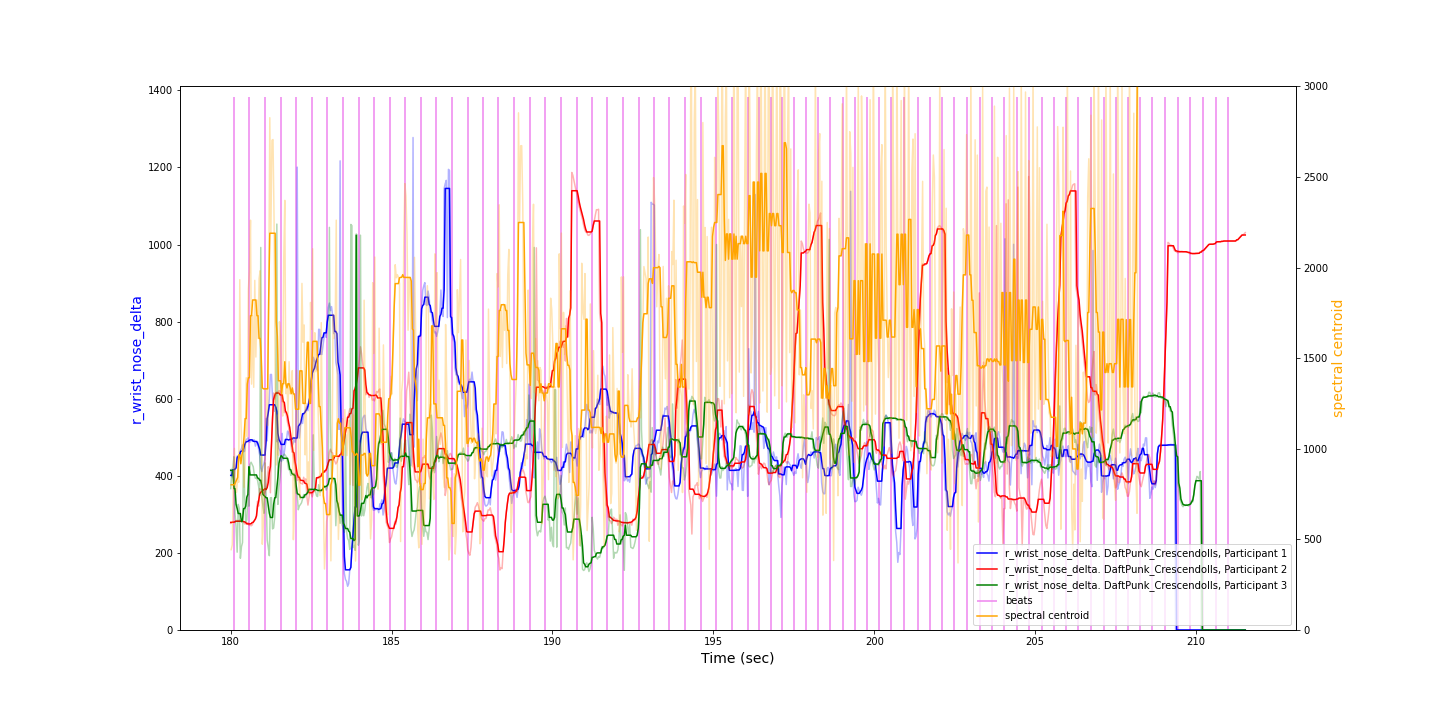 1400
1200
1000
800
600
400
200
0
r_wrist_nose_delta
3000
2500
2000
1500
1000
500
0
spectral centroid
r_wrist_nose_delta. DaftPunk_Crescendolls, Participant 1
r_wrist_nose_delta. DaftPunk_Crescendolls, Participant 2
r_wrist_nose_delta. DaftPunk_Crescendolls, Participant 3
beats
spectral centroid
180 185 190 195 200 205 210
Time (sec)